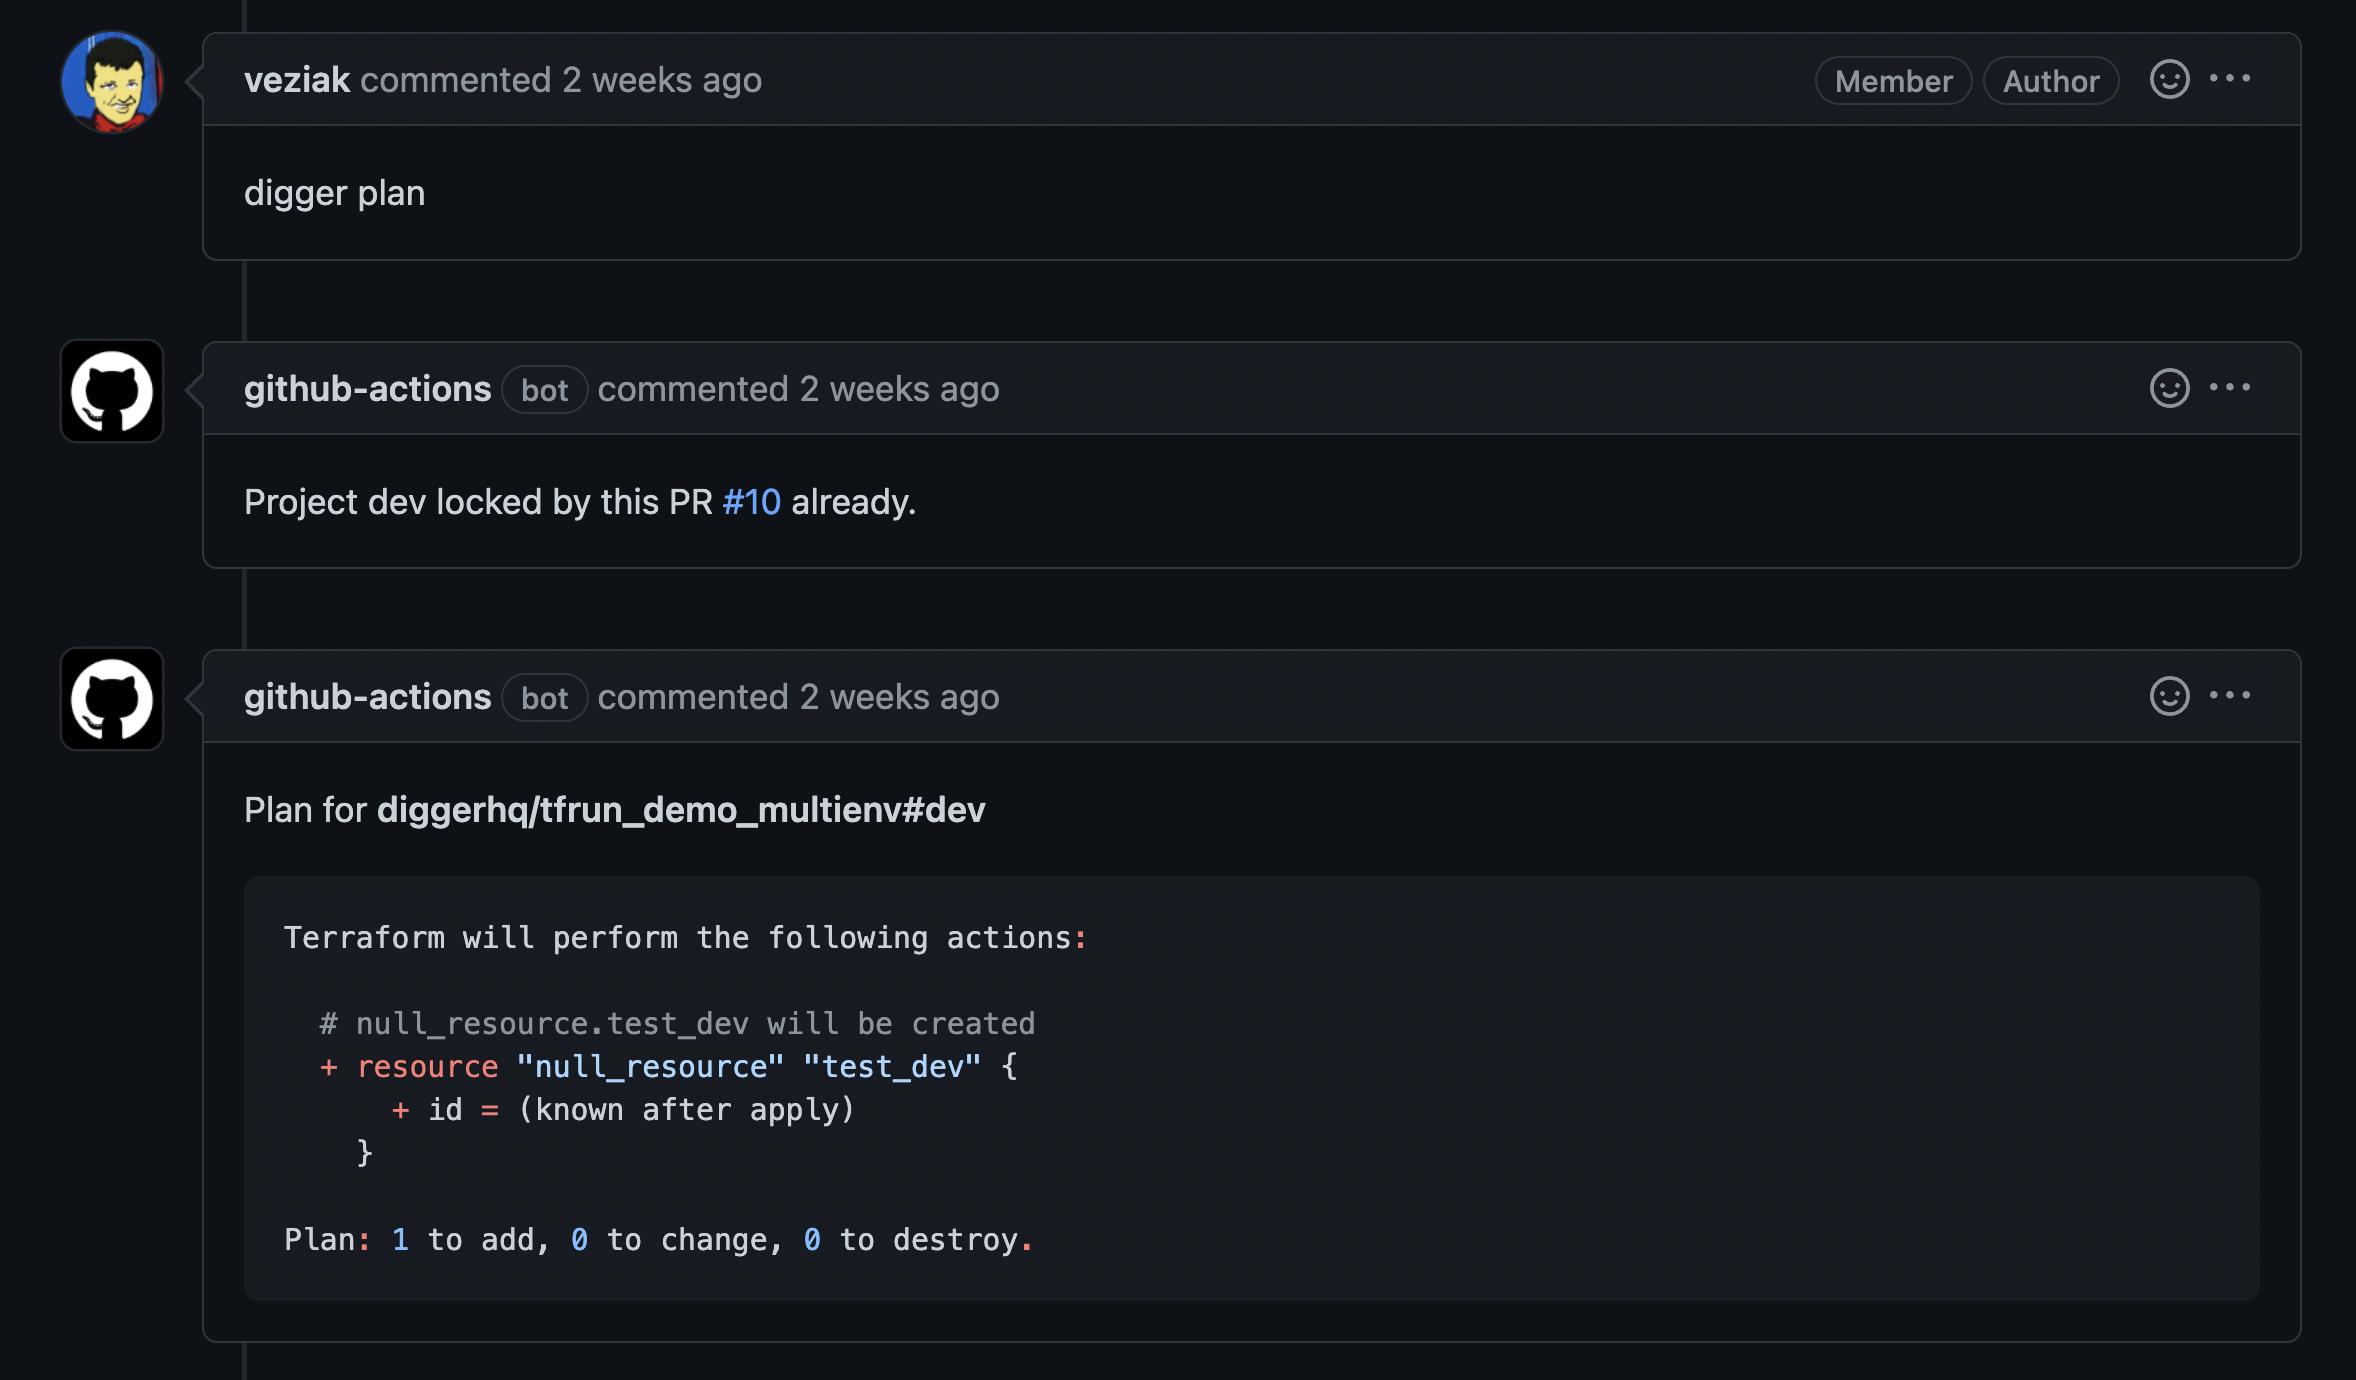 veziak commented 2 weeks ago Member Author
digger plan
github-actions bot commented 2 weeks ago
Project dev locked by this PR #10 already.
github-actions bot commented 2 weeks ago
Plan for diggerhq/tfrun_demo_multienv#dev
Terraform will perform the following actions:
# null_resource.test_dev will be created
+ resource "null_resource" "test_dev" {
+ id = (known after apply)
}
Plan: 1 to add, 0 to change, 0 to destroy.